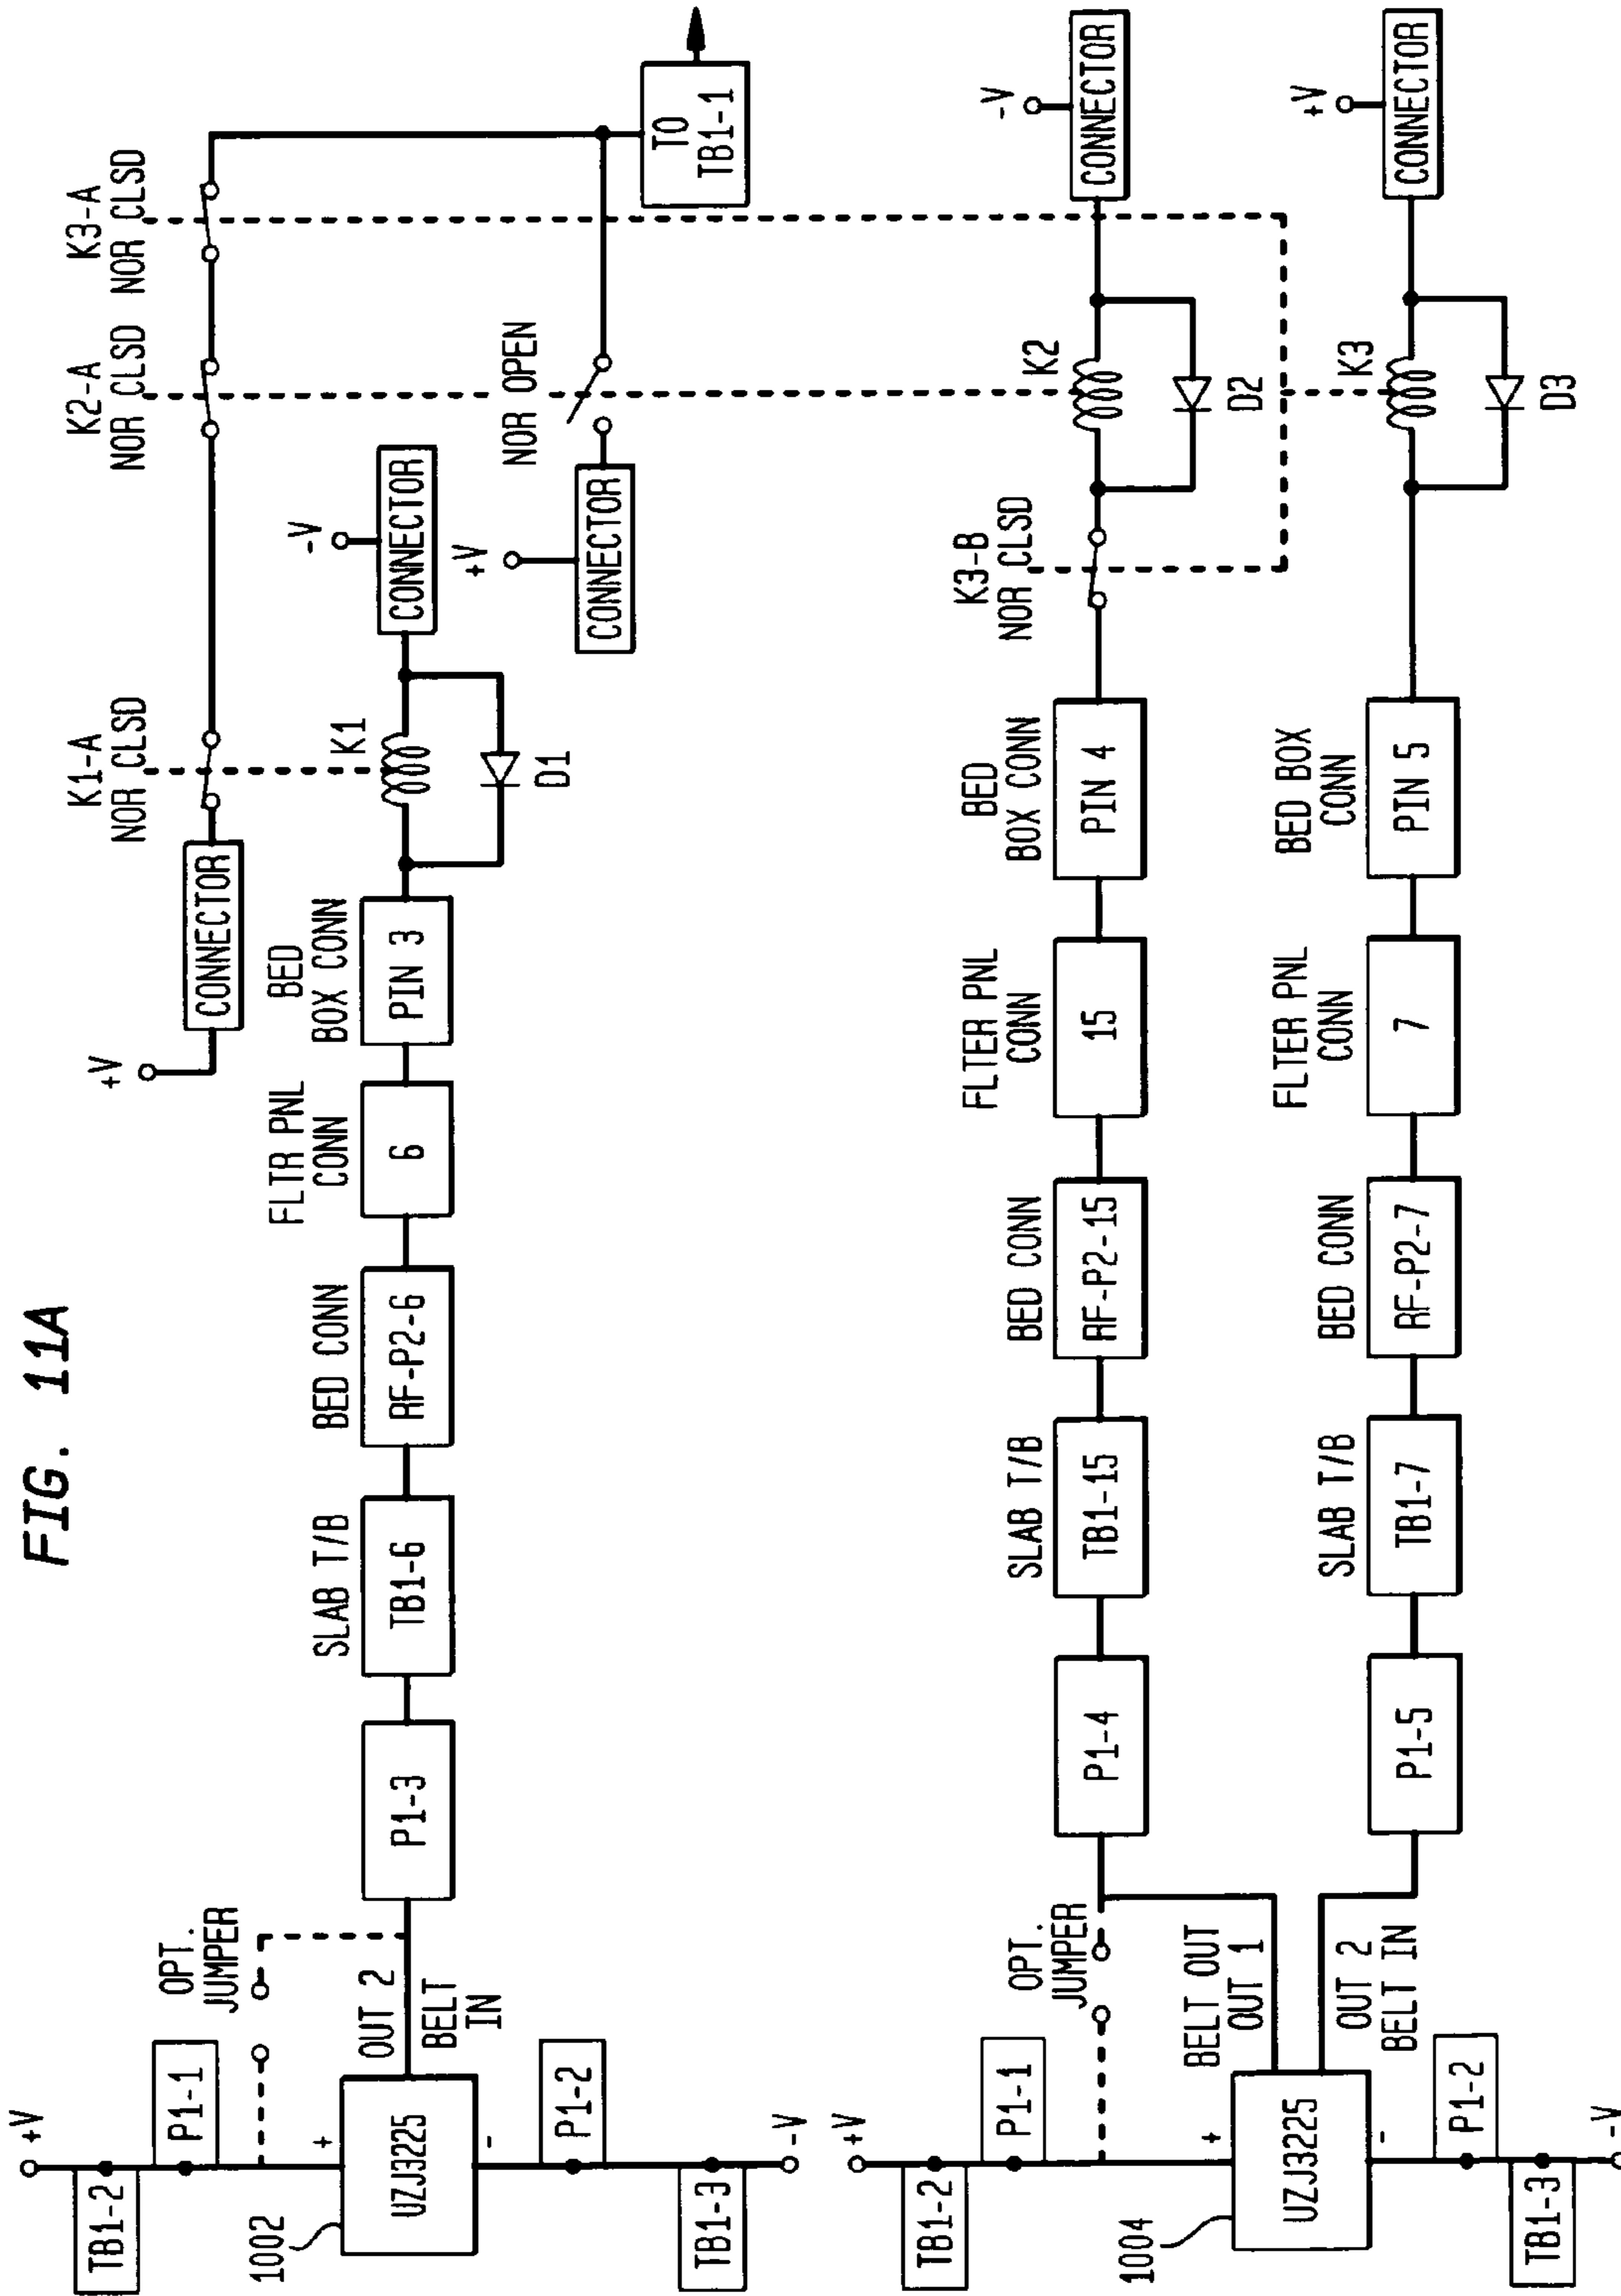 FIG. 11A
+V
TB1-2
P1-1
1002
UZJ3225
+
-
P1-2
TB1-3
-V
OPT.
JUMPER
OUT 2
BELT
IN
P1-3
SLAB T/B
TB1-6
BED CONN
RF-P2-6
FLTR PNL
CONN
6
BED
BOX CONN
PIN 3
K1
D1
-V
CONNECTOR
+V
CONNECTOR
K1-A
NOR CLSD
K2-A
NOR CLSD
K3-A
NOR CLSD
+V
CONNECTOR
NOR OPEN
TO
TB1-1
+V
TB1-2
P1-1
1004
UZJ3225
+
-
P1-2
TB1-3
-V
OPT.
JUMPER
BELT OUT
OUT 1
OUT 2
BELT IN
P1-4
SLAB T/B
TB1-15
BED CONN
RF-P2-15
FLTER PNL
CONN
15
BED
BOX CONN
PIN 4
K3-B
NOR CLSD
K2
D2
-V
CONNECTOR
P1-5
SLAB T/B
TB1-7
BED CONN
RF-P2-7
FLTER PNL
CONN
7
BED BOX
CONN
PIN 5
K3
D3
+V
CONNECTOR